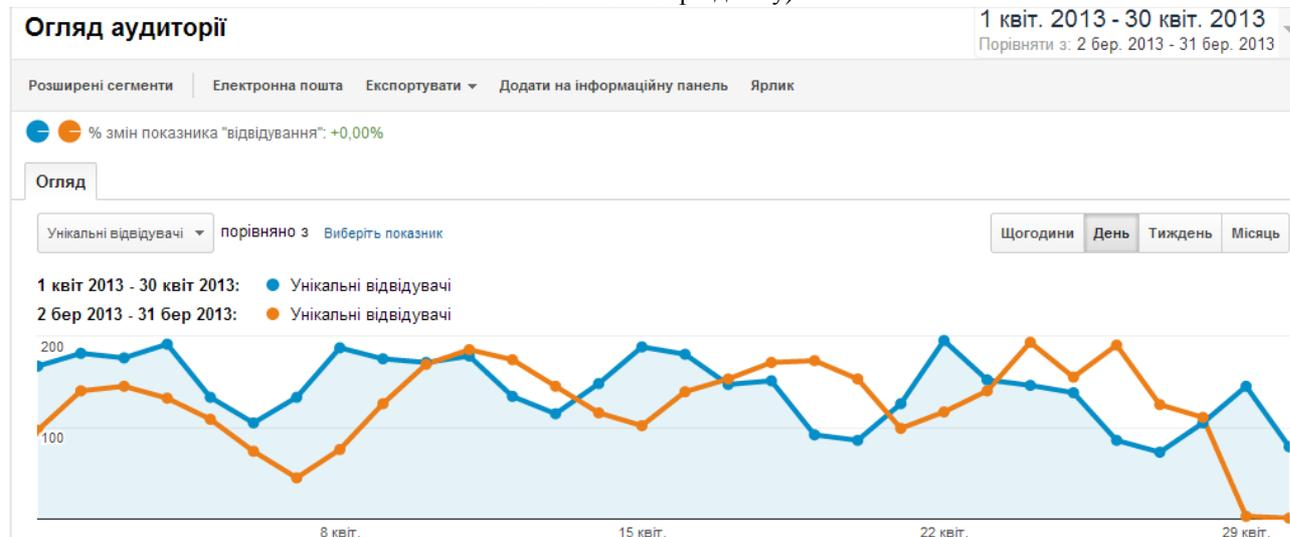 Огляд аудиторії
1 квіт. 2013 - 30 квіт. 2013
Порівняти з: 2 бер. 2013 - 31 бер. 2013
Розширені сегменти Електронна пошта Експортувати Додати на інформаційну панель Ярлик
% змін показника "відвідування": +0,00%
Огляд
Унікальні відвідувачі порівняно з Виберіть показник Щогодини День Тиждень Місяць
1 квіт 2013 - 30 квіт 2013: Унікальні відвідувачі
2 бер 2013 - 31 бер 2013: Унікальні відвідувачі
200
100
8 квіт. 15 квіт. 22 квіт. 29 квіт.